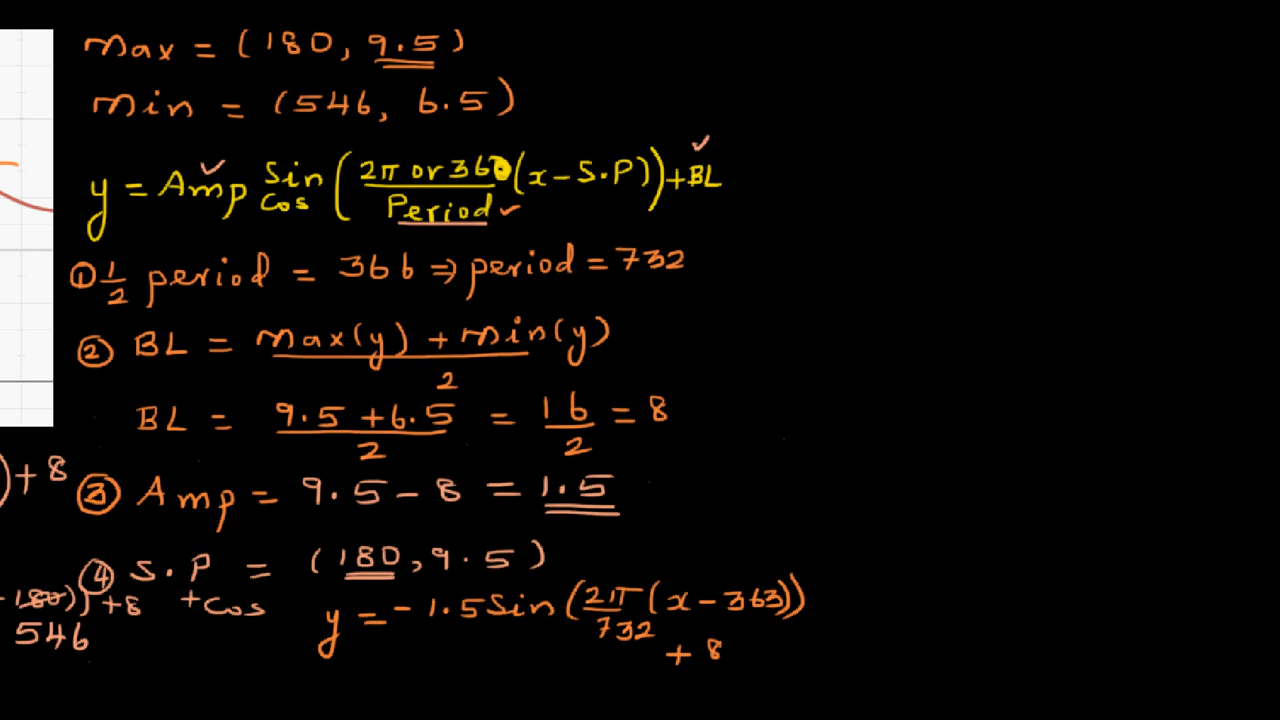 max = (180, 9.5)
min = (546, 6.5)
y = Amp sin cos (2π or 360 / Period (x - S.P)) + BL
① 1/2 period = 366 ⇒ period = 732
② BL = max(y) + min(y) / 2
BL = 9.5 + 6.5 / 2 = 16 / 2 = 8
) + 8
③ Amp = 9.5 - 8 = 1.5
④ S.P = (180, 9.5)
- 180)) + 8
+cos
546
y = - 1.5 sin (2π / 732 (x - 363)) + 8